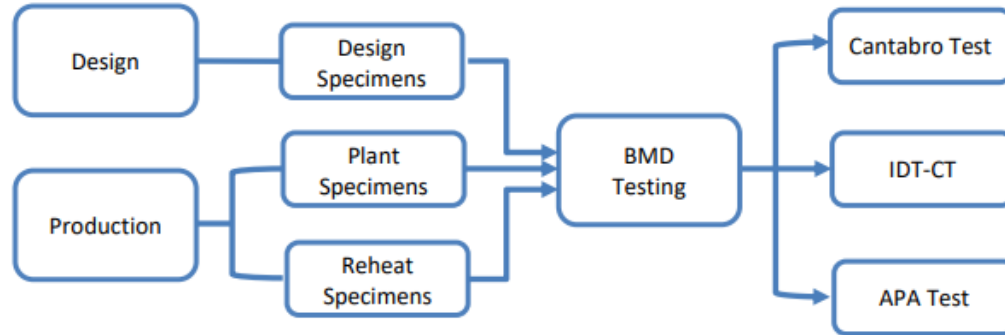 Design
Design
Specimens
Production
Plant
Specimens
Reheat
Specimens
BMD
Testing
Cantabro Test
IDT-CT
APA Test